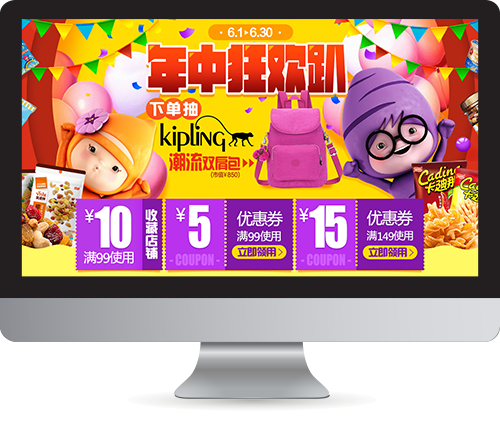 6.1▸6.30
年中狂欢趴
下单抽
kipling
潮流双肩包
(市值¥850)
¥10
满99使用
收藏店铺
¥5
-COUPON-
优惠券
满99使用
立即领用
¥15
-COUPON-
优惠券
满149使用
立即领用
Cadina
卡迪那